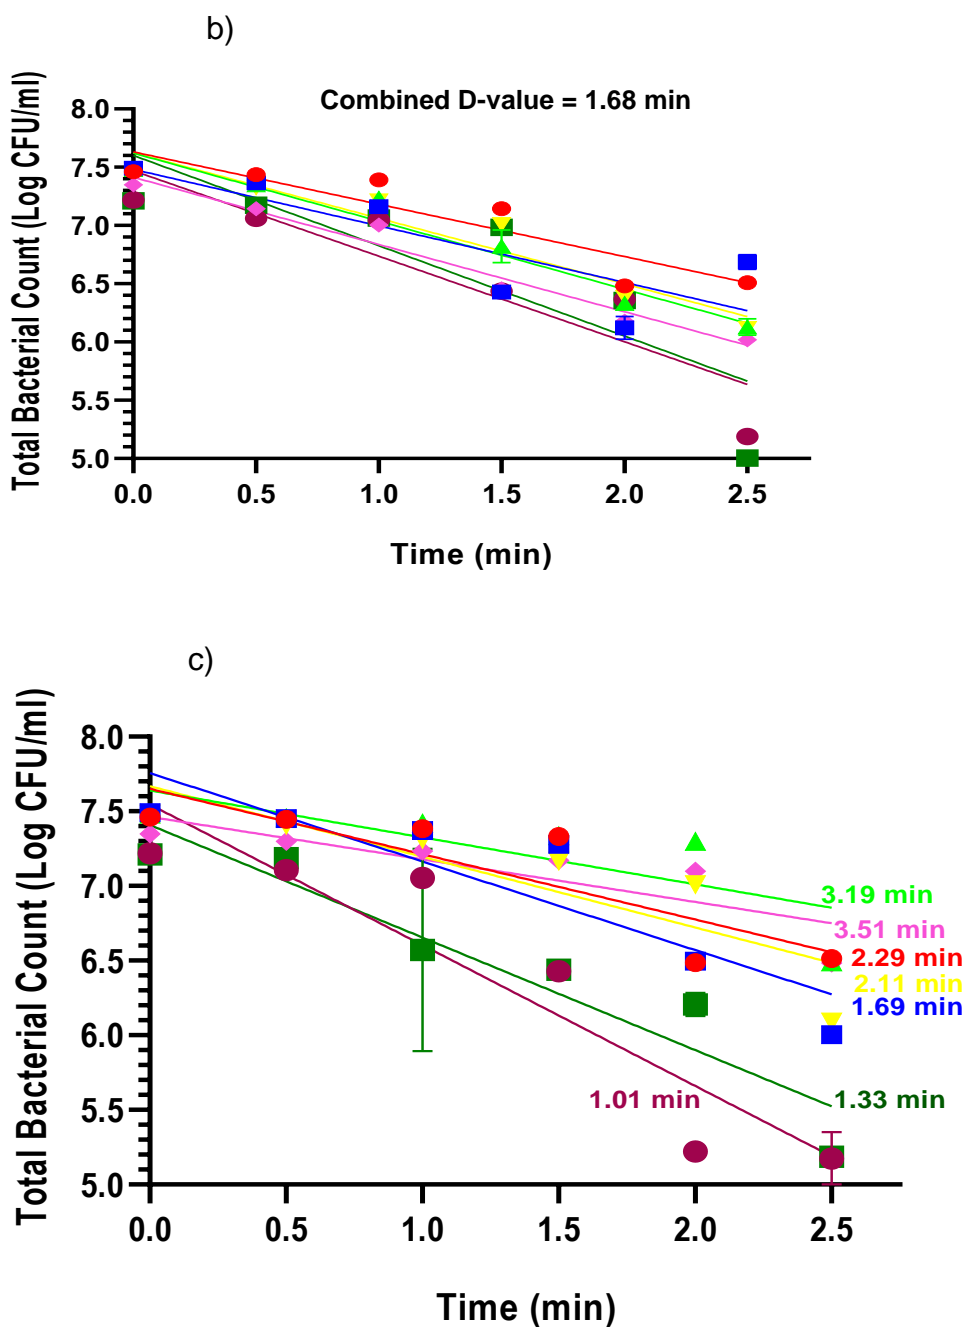 b)
Combined D-value = 1.68 min
Total Bacterial Count (Log CFU/ml)
8.0
7.5
7.0
6.5
6.0
5.5
5.0
0.0 0.5 1.0 1.5 2.0 2.5
Time (min)
c)
Total Bacterial Count (Log CFU/ml)
8.0
7.5
7.0
6.5
6.0
5.5
5.0
3.19 min
3.51 min
2.29 min
2.11 min
1.69 min
1.01 min
1.33 min
0.0 0.5 1.0 1.5 2.0 2.5
Time (min)